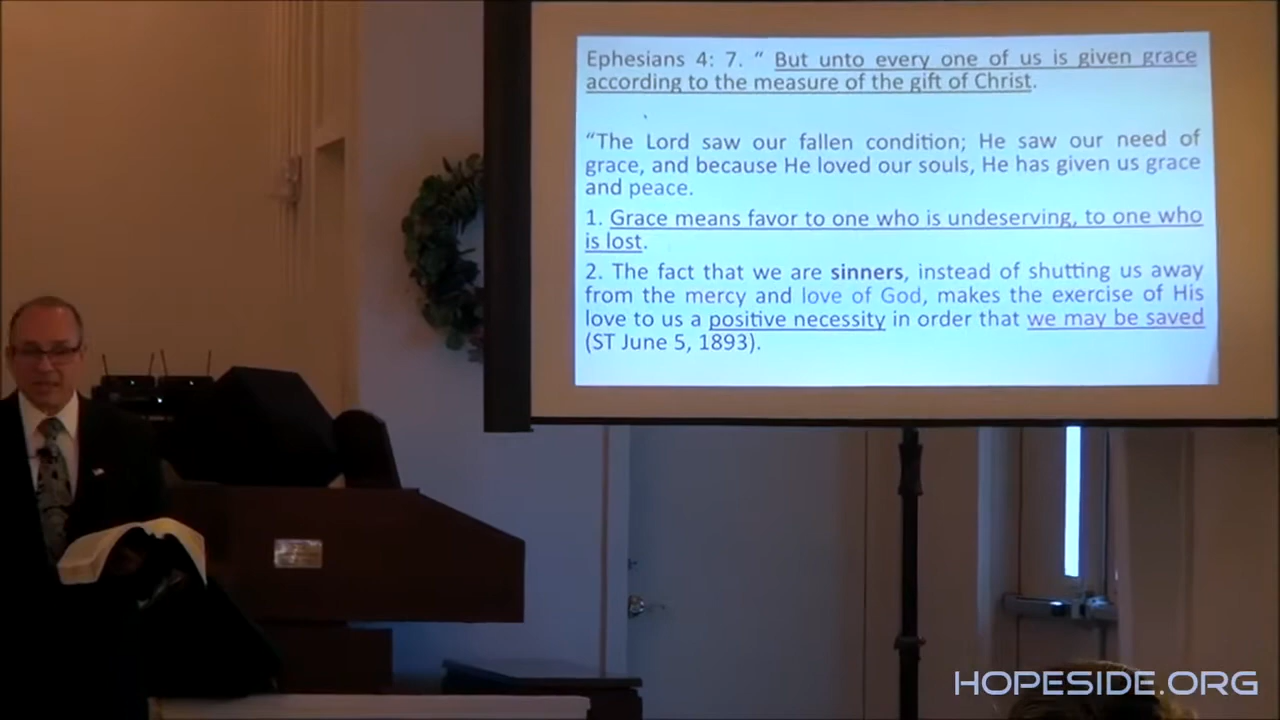 Ephesians 4: 7. “ But unto every one of us is given grace
according to the measure of the gift of Christ.
“The Lord saw our fallen condition; He saw our need of
grace, and because He loved our souls, He has given us grace
and peace.
1. Grace means favor to one who is undeserving, to one who
is lost.
2. The fact that we are sinners, instead of shutting us away
from the mercy and love of God, makes the exercise of His
love to us a positive necessity in order that we may be saved
(ST June 5, 1893).
HOPESIDE.ORG